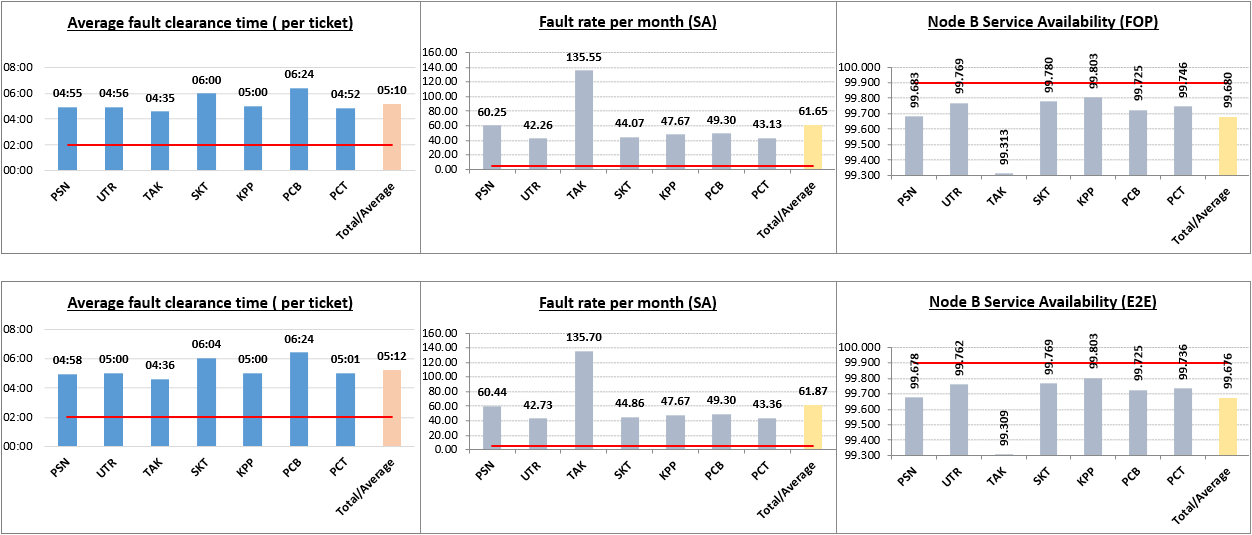 Average fault clearance time ( per ticket)
08:00
06:00
04:00
02:00
00:00
04:55
04:56
04:35
06:00
05:00
06:24
04:52
05:10
PSN
UTR
TAK
SKT
KPP
PCB
PCT
Total/Average
Fault rate per month (SA)
160.00
140.00
120.00
100.00
80.00
60.00
40.00
20.00
0.00
60.25
42.26
135.55
44.07
47.67
49.30
43.13
61.65
PSN
UTR
TAK
SKT
KPP
PCB
PCT
Total/Average
Node B Service Availability (FOP)
100.000
99.900
99.800
99.700
99.600
99.500
99.400
99.300
99.683
99.769
99.313
99.780
99.803
99.725
99.746
99.680
PSN
UTR
TAK
SKT
KPP
PCB
PCT
Total/Average
Average fault clearance time ( per ticket)
08:00
06:00
04:00
02:00
00:00
04:58
05:00
04:36
06:04
05:00
06:24
05:01
05:12
PSN
UTR
TAK
SKT
KPP
PCB
PCT
Total/Average
Fault rate per month (SA)
160.00
140.00
120.00
100.00
80.00
60.00
40.00
20.00
0.00
60.44
42.73
135.70
44.86
47.67
49.30
43.36
61.87
PSN
UTR
TAK
SKT
KPP
PCB
PCT
Total/Average
Node B Service Availability (E2E)
100.000
99.900
99.800
99.700
99.600
99.500
99.400
99.300
99.678
99.762
99.309
99.769
99.803
99.725
99.736
99.676
PSN
UTR
TAK
SKT
KPP
PCB
PCT
Total/Average